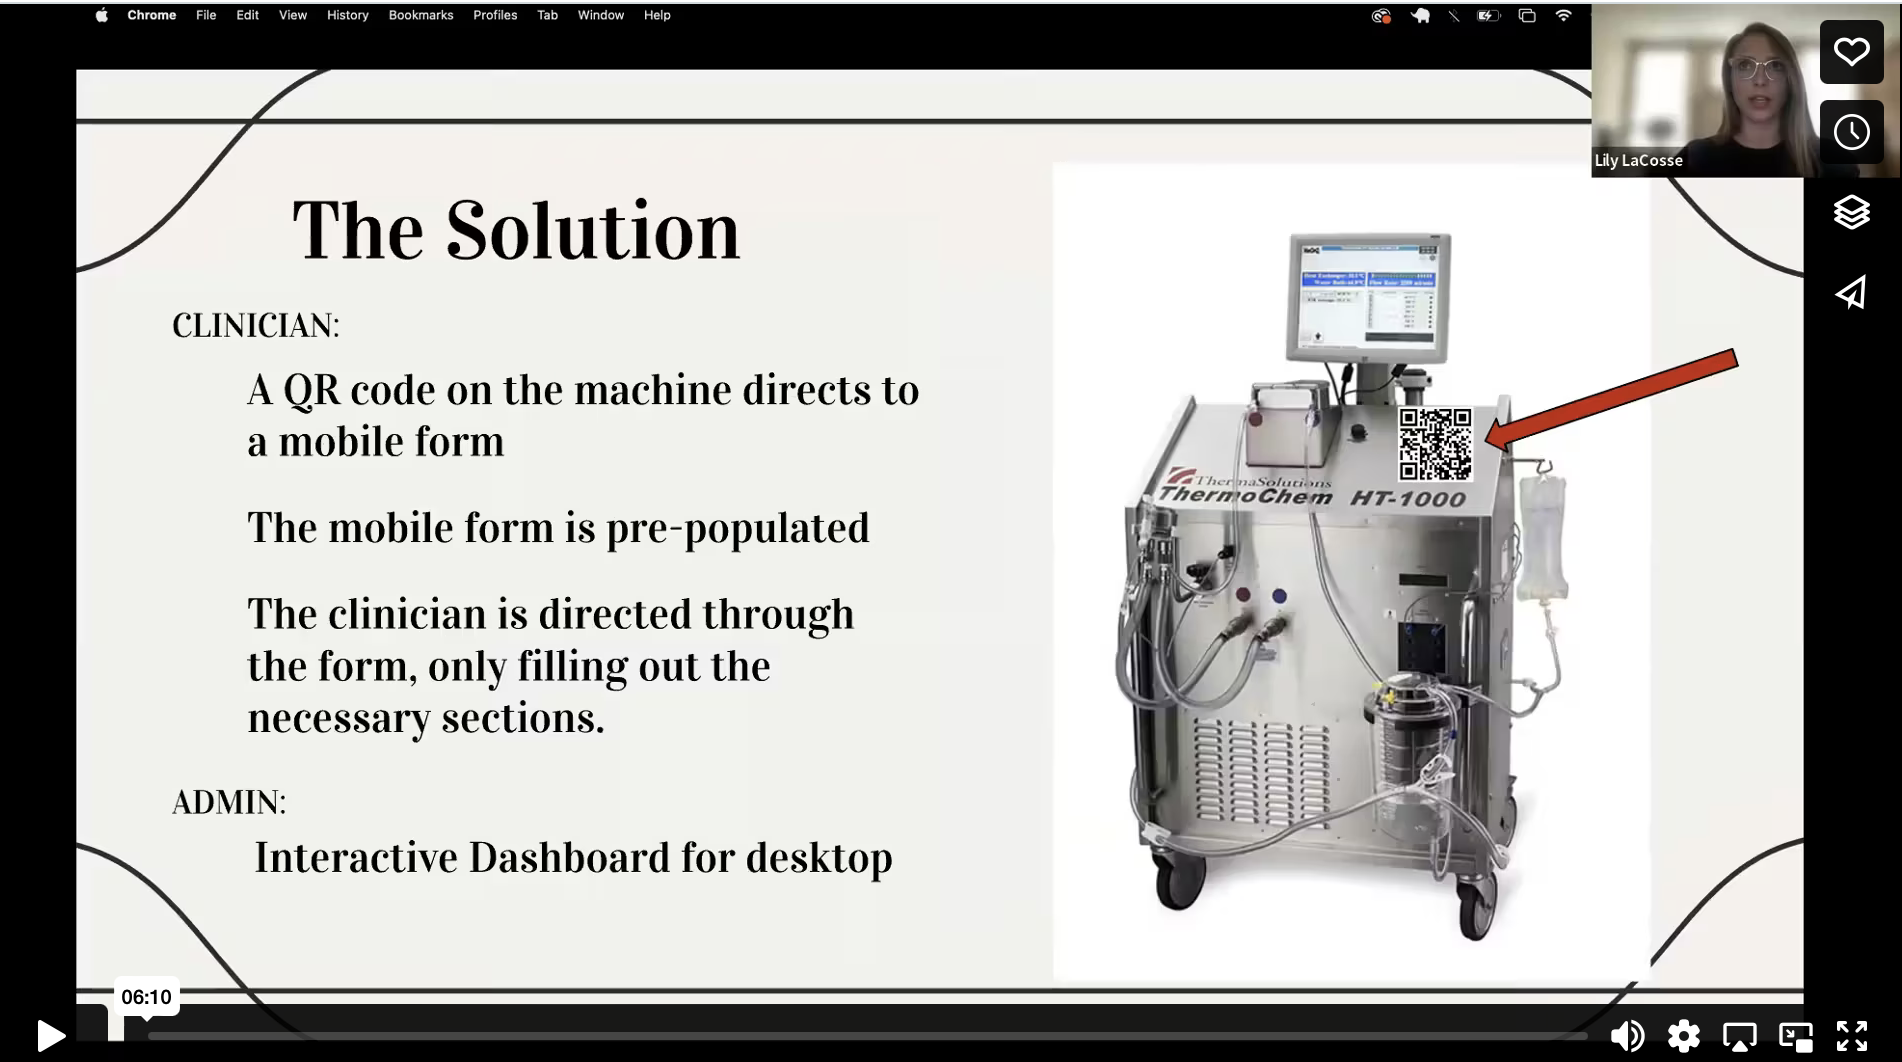 Chrome File Edit View History Bookmarks Profiles Tab Window Help
Lily LaCosse
The Solution
CLINICIAN:
A QR code on the machine directs to
a mobile form
The mobile form is pre-populated
The clinician is directed through
the form, only filling out the
necessary sections.
ADMIN:
Interactive Dashboard for desktop
ThermaSolutions
ThermoChem HT-1000
06:10